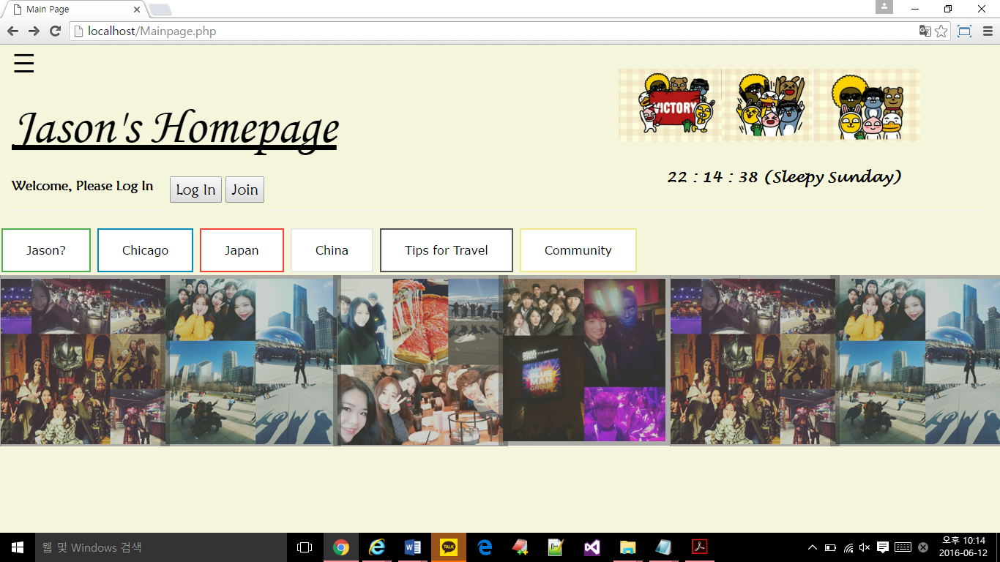 Main Page
localhost/Mainpage.php
VICTORY
Jason's Homepage
22 : 14 : 38 (Sleepy Sunday)
Welcome, Please Log In
Log In
Join
Jason?
Chicago
Japan
China
Tips for Travel
Community
BLUE
MAN
GROUP
웹 및 Windows 검색
TALK
오후 10:14
2016-06-12